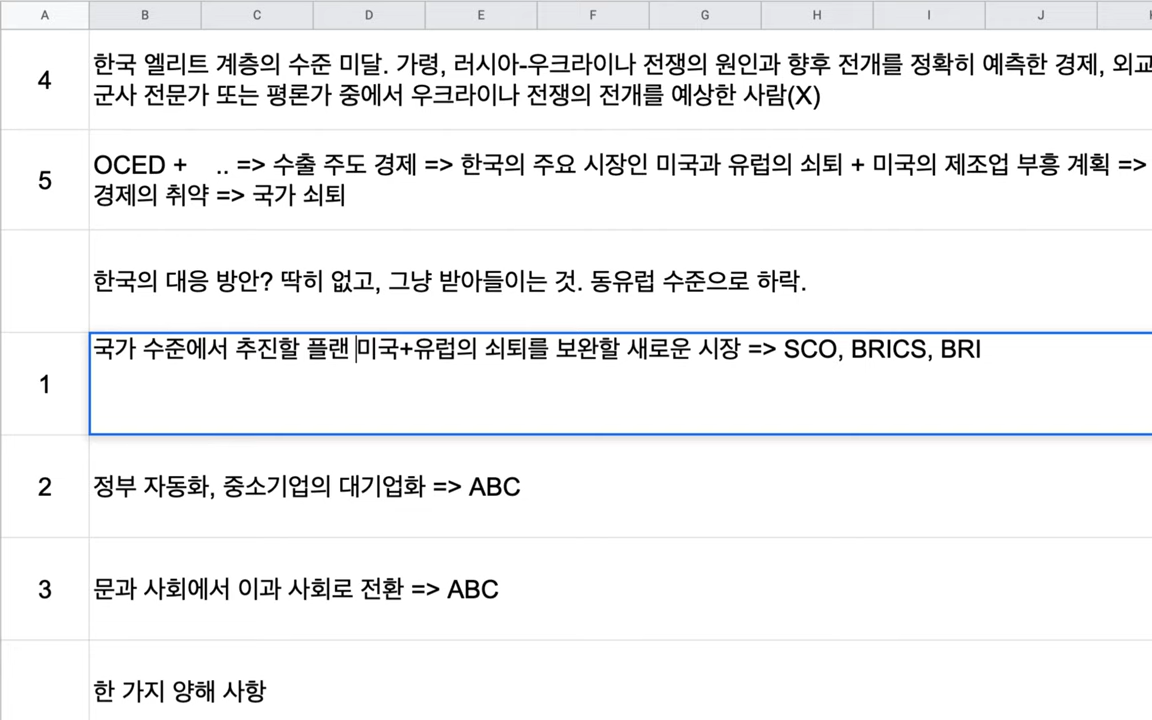 A B C D E F G H I J
4 한국 엘리트 계층의 수준 미달. 가령, 러시아-우크라이나 전쟁의 원인과 향후 전개를 정확히 예측한 경제, 외교
군사 전문가 또는 평론가 중에서 우크라이나 전쟁의 전개를 예상한 사람(X)
5 OCED + .. => 수출 주도 경제 => 한국의 주요 시장인 미국과 유럽의 쇠퇴 + 미국의 제조업 부흥 계획 =>
경제의 취약 => 국가 쇠퇴
한국의 대응 방안? 딱히 없고, 그냥 받아들이는 것. 동유럽 수준으로 하락.
1 국가 수준에서 추진할 플랜 미국+유럽의 쇠퇴를 보완할 새로운 시장 => SCO, BRICS, BRI
2 정부 자동화, 중소기업의 대기업화 => ABC
3 문과 사회에서 이과 사회로 전환 => ABC
한 가지 양해 사항